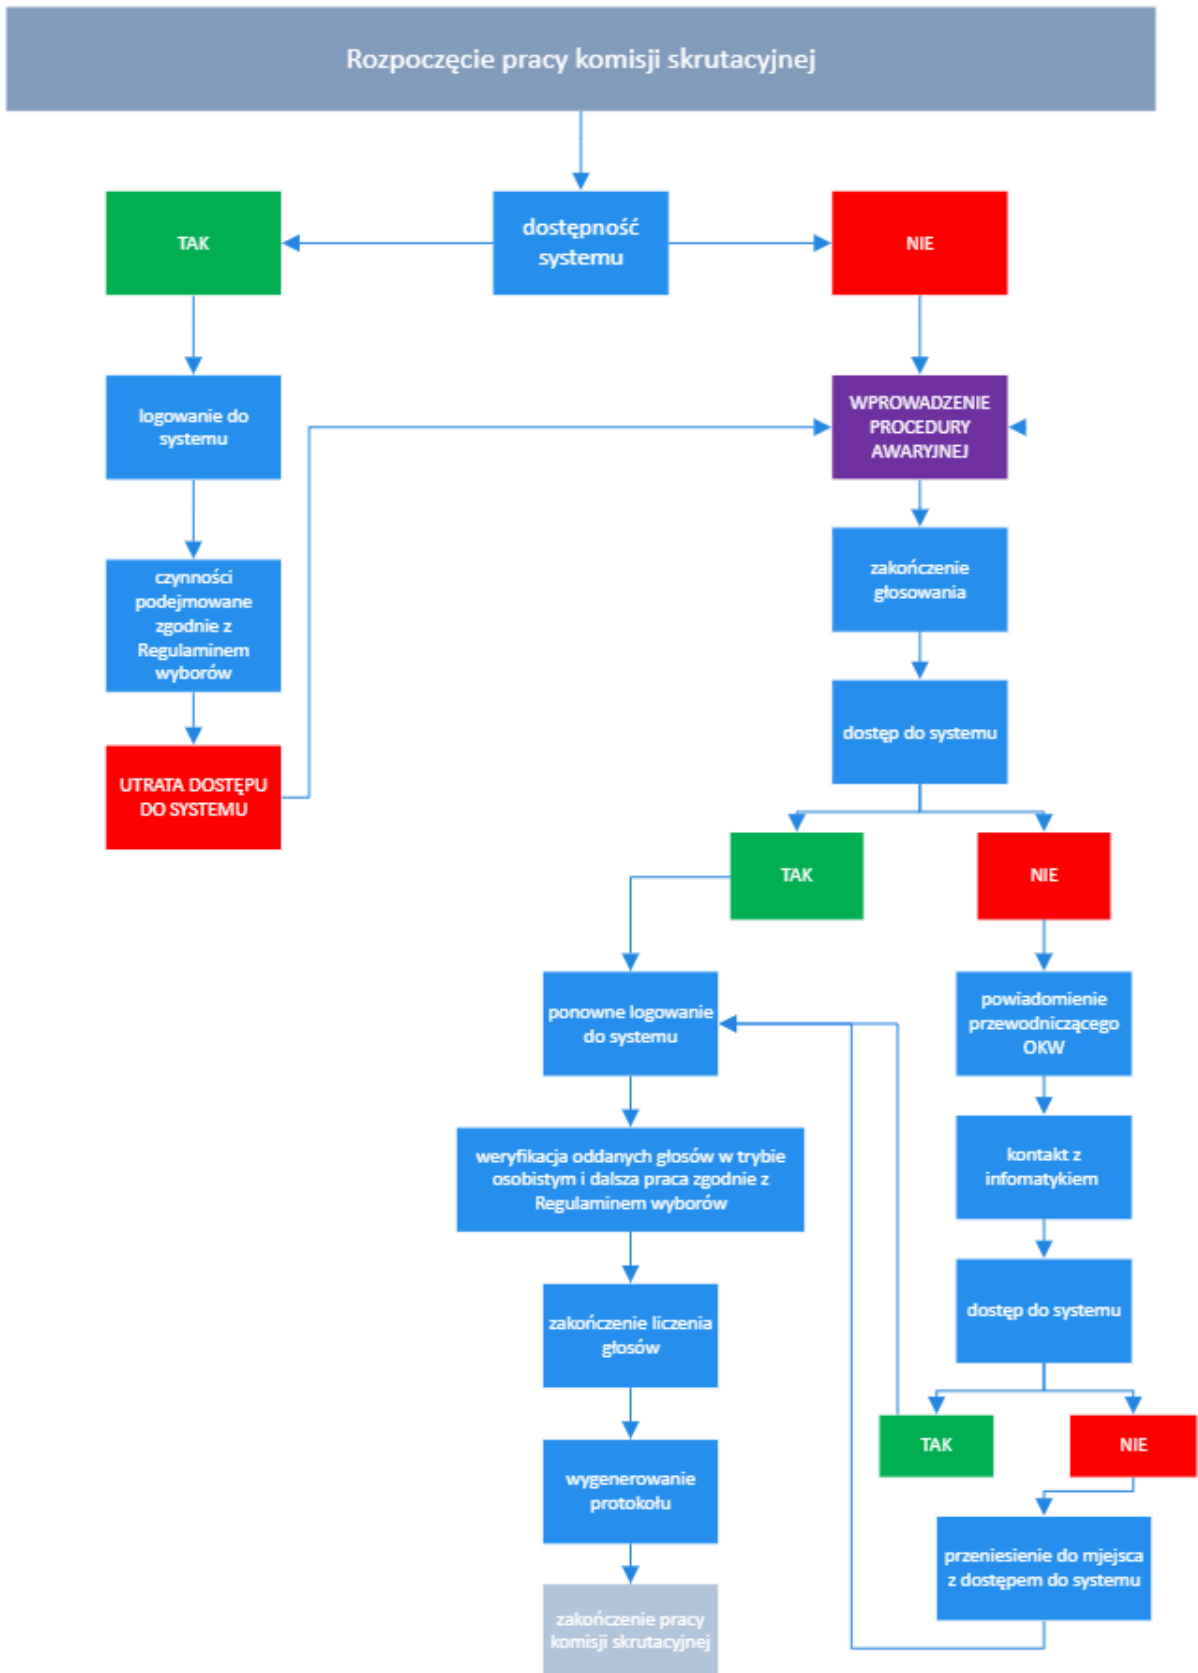 Rozpoczęcie pracy komisji skrutacyjnej
TAK
dostępność
systemu
NIE
logowanie do
systemu
WPROWADZENIE
PROCEDURY
AWARYJNEJ
czynności
podejmowane
zgodnie z
Regulaminem
wyborów
zakończenie
głosowania
UTRATA DOSTĘPU
DO SYSTEMU
dostęp do systemu
TAK
NIE
ponowne logowanie
do systemu
powiadomienie
przewodniczącego
OKW
weryfikacja oddanych głosów w trybie
osobistym i dalsza praca zgodnie z
Regulaminem wyborów
kontakt z
infomatykiem
zakończenie liczenia
głosów
dostęp do systemu
TAK
NIE
wygenerowanie
protokołu
przeniesienie do mjejsca
z dostępem do systemu
zakończenie pracy
komisji skrutacyjnej